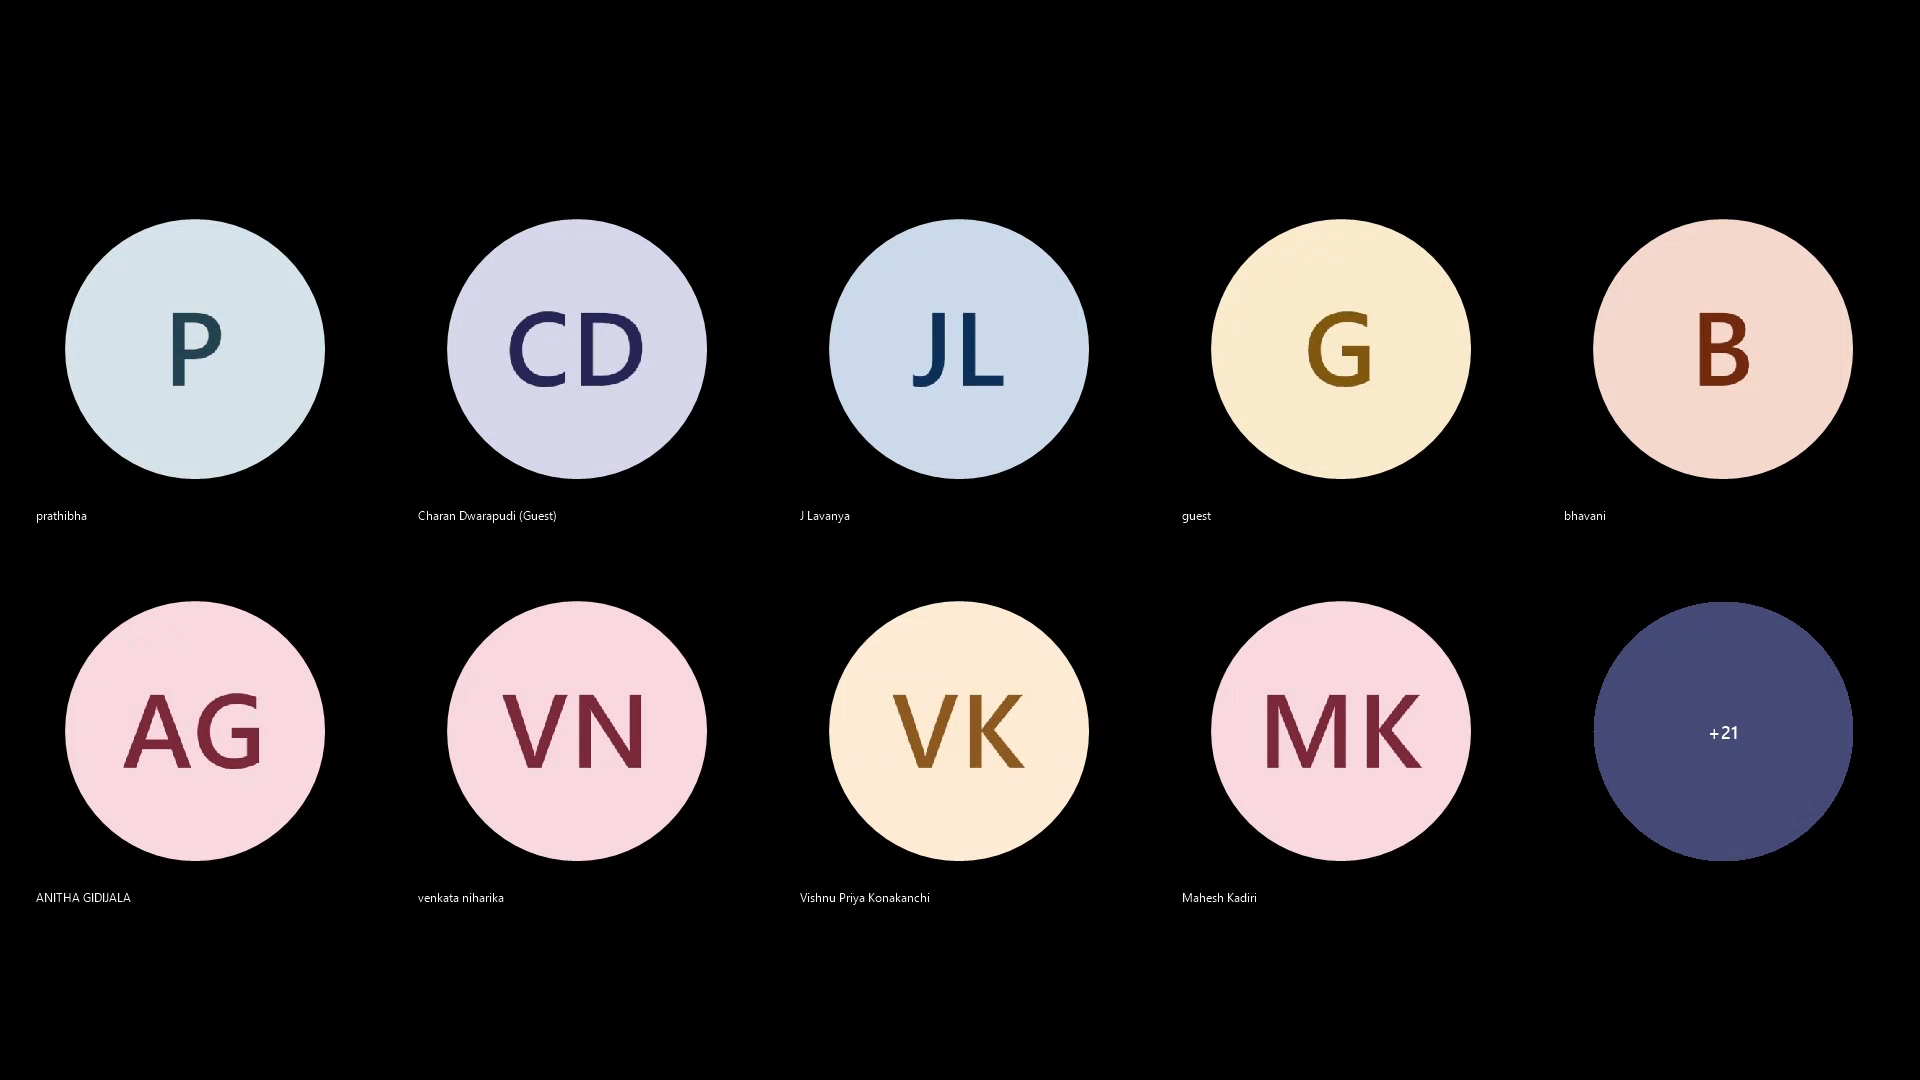 P
CD
JL
G
B
prathibha
Charan Dwarapudi (Guest)
J Lavanya
guest
bhavani
AG
VN
VK
MK
+21
ANITHA GIDIJALA
venkata niharika
Vishnu Priya Konakanchi
Mahesh Kadiri